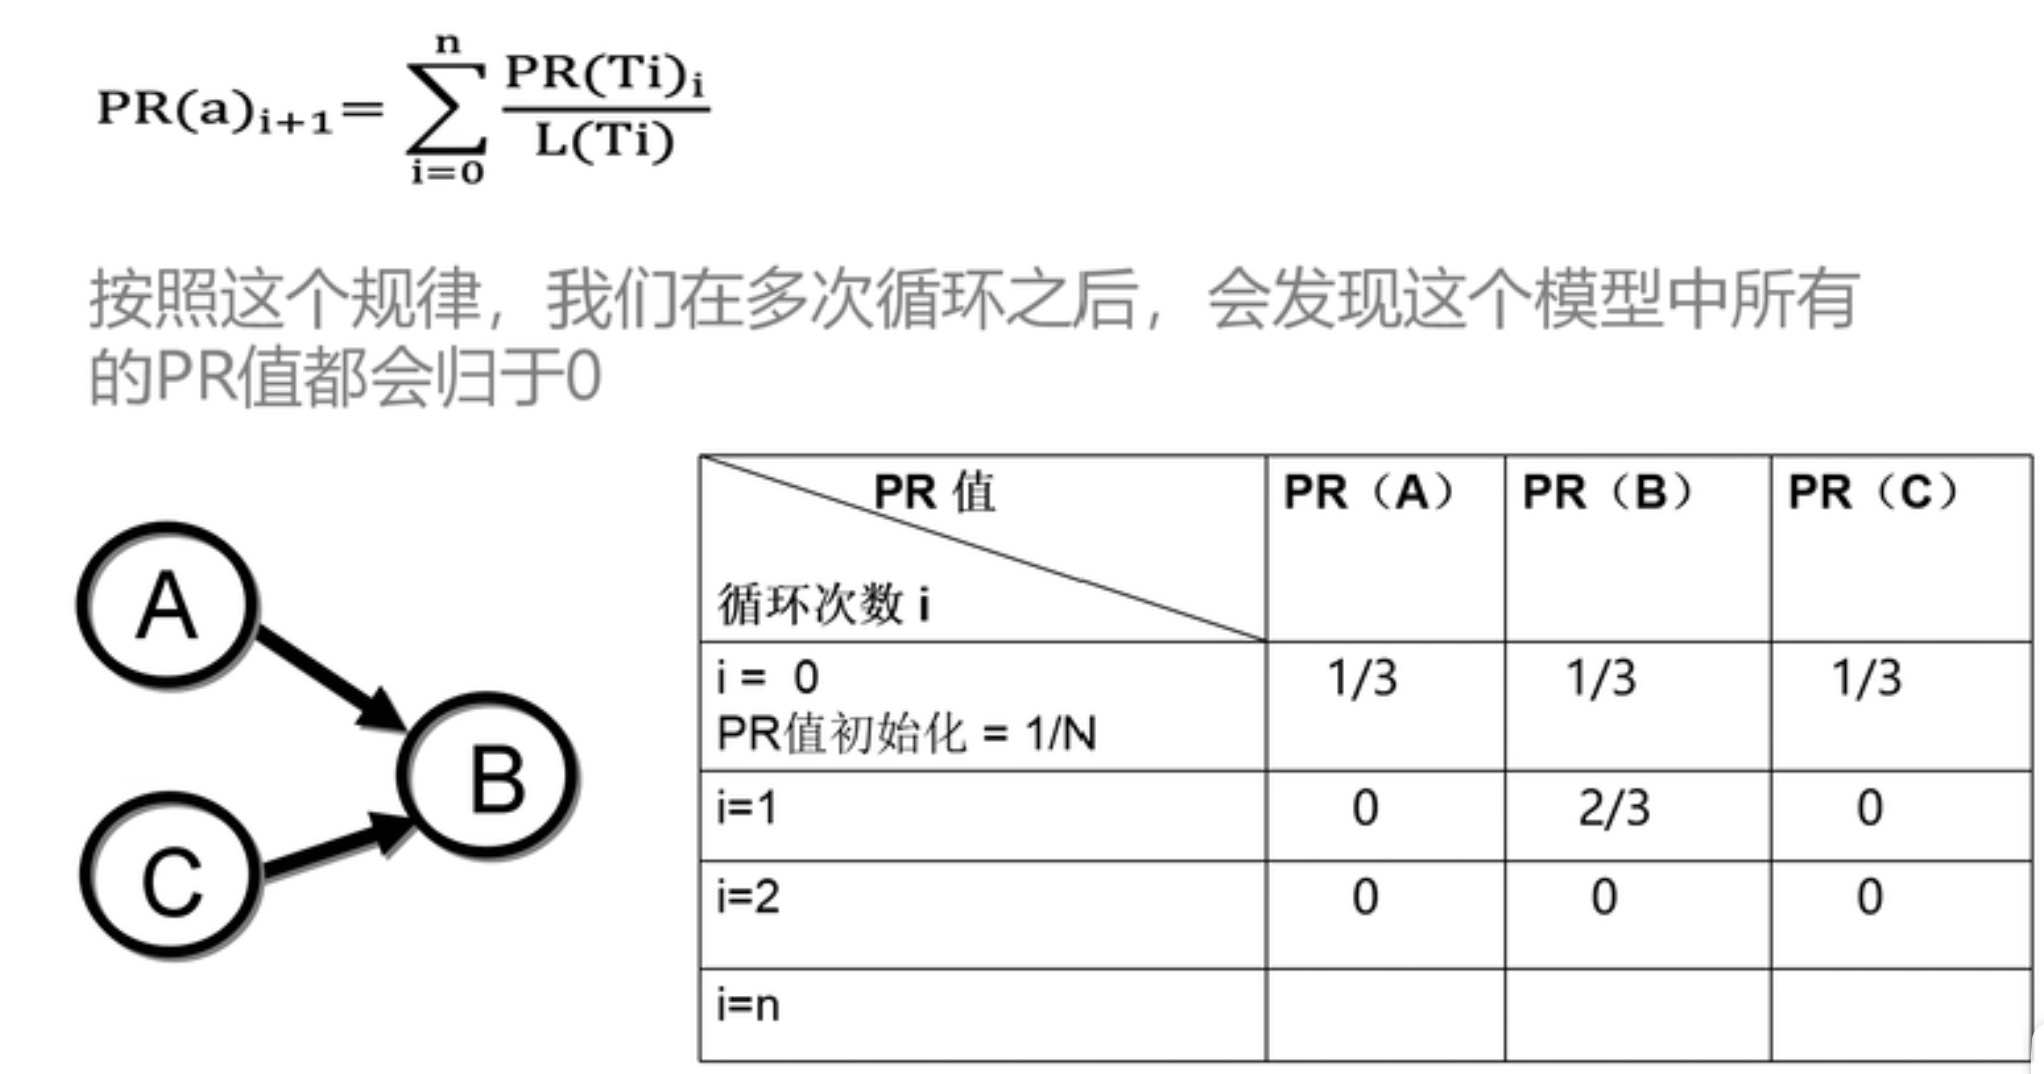 PR(a)i+1= n∑i=0 PR(Ti)i / L(Ti)
按照这个规律，我们在多次循环之后，会发现这个模型中所有
的PR值都会归于0
A
B
C
PR 值 PR（A） PR（B） PR（C）
循环次数 i
i = 0 1/3 1/3 1/3
PR值初始化 = 1/N
i=1 0 2/3 0
i=2 0 0 0
i=n